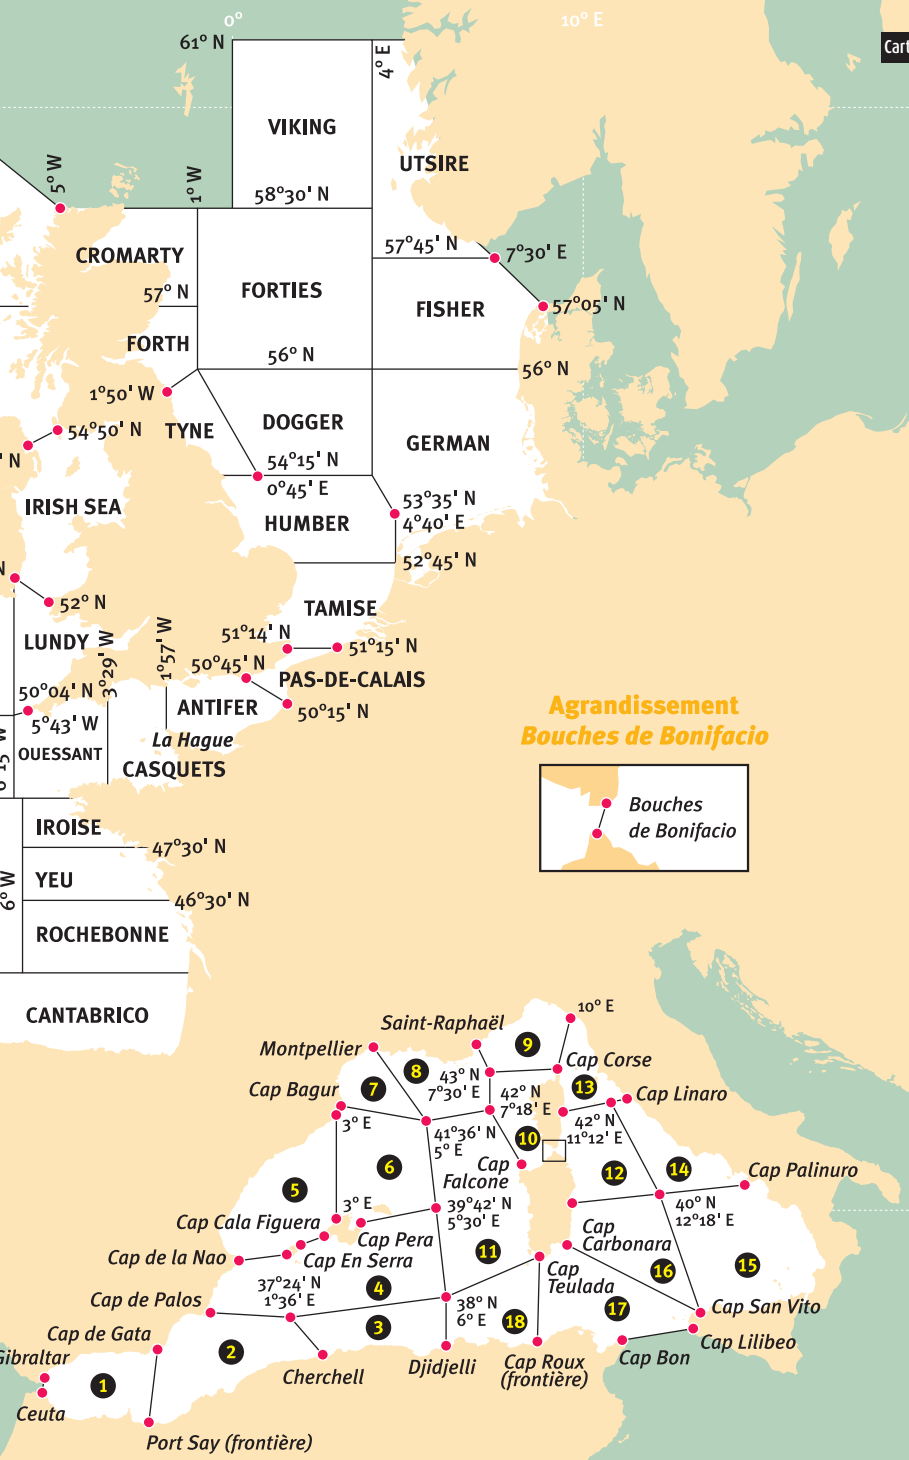 0°
10° E
61° N
4° E
Cart
VIKING
5° W
1° W
UTSIRE
58°30' N
57°45' N
7°30' E
CROMARTY
57° N
FORTIES
FISHER
57°05' N
FORTH
56° N
56° N
1°50' W
54°50' N
TYNE
DOGGER
GERMAN
' N
54°15' N
0°45' E
53°35' N
4°40' E
IRISH SEA
HUMBER
52°45' N
N
52° N
TAMISE
LUNDY
3°29' W
1°57' W
51°14' N
51°15' N
50°45' N
PAS-DE-CALAIS
50°04' N
5°43' W
ANTIFER
50°15' N
La Hague
OUESSANT
CASQUETS
6°15' W
Agrandissement
Bouches de Bonifacio
Bouches
de Bonifacio
IROISE
47°30' N
YEU
6° W
46°30' N
ROCHEBONNE
CANTABRICO
10° E
Saint-Raphaël
9
Montpellier
8
Cap Corse
43° N
7°30' E
7
13
Cap Bagur
42° N
7°18' E
Cap Linaro
3° E
41°36' N
5° E
10
42° N
11°12' E
6
Cap
Falcone
12
14
Cap Palinuro
5
3° E
39°42' N
5°30' E
40° N
12°18' E
Cap Cala Figuera
Cap Pera
Cap
Carbonara
Cap de la Nao
Cap En Serra
11
15
16
37°24' N
1°36' E
4
Cap
Teulada
Cap de Palos
38° N
6° E
17
Cap San Vito
3
18
Cap de Gata
2
Cap Lilibeo
Gibraltar
Cherchell
Djidjelli
Cap Roux
(frontière)
Cap Bon
1
Ceuta
Port Say (frontière)